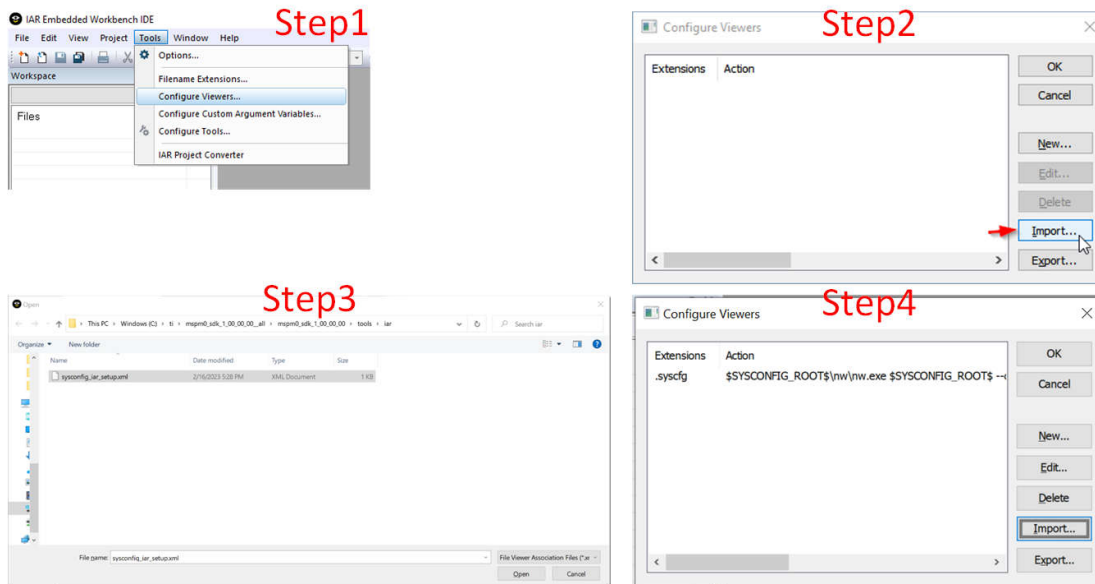 IAR Embedded Workbench IDE
Step1
File Edit View Project Tools Window Help
Options...
Workspace
Filename Extensions...
Configure Viewers...
Files
Configure Custom Argument Variables...
Configure Tools...
IAR Project Converter
Step2
Configure Viewers
Extensions Action
OK
Cancel
New...
Edit...
Delete
Import...
Export...
Step3
Open
This PC › Windows (C:) › ti › mspm0_sdk_1_00_00_00__all › mspm0_sdk_1_00_00_00 › tools › iar
Search iar
Organize New folder
Name Date modified Type Size
sysconfig_iar_setup.xml 2/16/2023 5:28 PM XML Document 1 KB
File name: sysconfig_iar_setup.xml
File Viewer Association Files (*.x
Open Cancel
Step4
Configure Viewers
Extensions Action
.syscfg $SYSCONFIG_ROOT$\nw\nw.exe $SYSCONFIG_ROOT$ --c
OK
Cancel
New...
Edit...
Delete
Import...
Export...